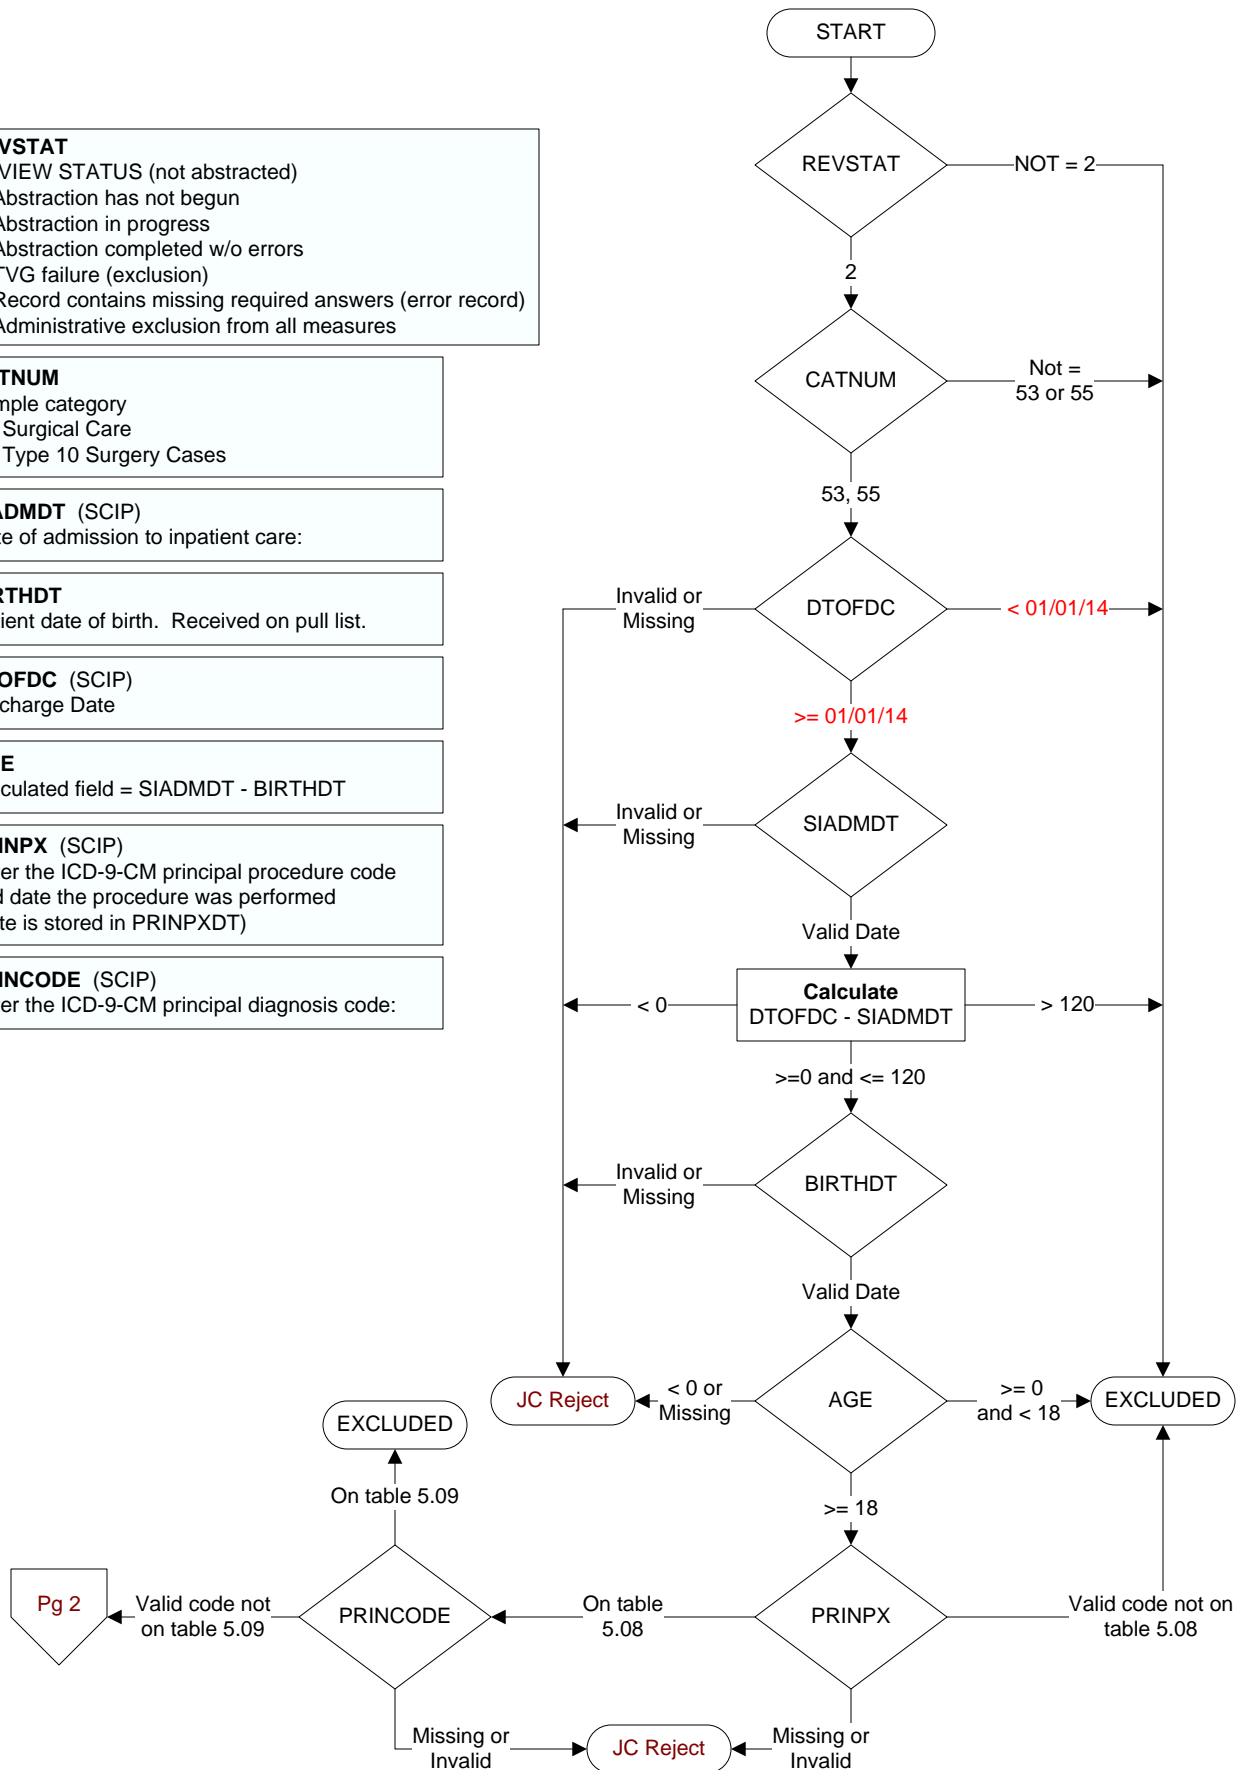 START
VSTAT
VIEW STATUS (not abstracted)
Abstraction has not begun
Abstraction in progress
Abstraction completed w/o errors
TVG failure (exclusion)
Record contains missing required answers (error record)
Administrative exclusion from all measures
REVSTAT
NOT = 2
2
TNUM
mple category
Surgical Care
Type 10 Surgery Cases
CATNUM
Not =
53 or 55
53, 55
ADMDT (SCIP)
te of admission to inpatient care:
RTHDT
ient date of birth. Received on pull list.
Invalid or
Missing
DTOFDC
< 01/01/14
OFDC (SCIP)
charge Date
>= 01/01/14
E
culated field = SIADMDT - BIRTHDT
Invalid or
Missing
SIADMDT
INPX (SCIP)
er the ICD-9-CM principal procedure code
d date the procedure was performed
te is stored in PRINPXDT)
Valid Date
INCODE (SCIP)
er the ICD-9-CM principal diagnosis code:
< 0
Calculate
DTOFDC - SIADMDT
> 120
>=0 and <= 120
Invalid or
Missing
BIRTHDT
Valid Date
JC Reject
< 0 or
Missing
AGE
>= 0
and < 18
EXCLUDED
EXCLUDED
On table 5.09
>= 18
Pg 2
Valid code not
on table 5.09
PRINCODE
On table
5.08
PRINPX
Valid code not on
table 5.08
Missing or
Invalid
JC Reject
Missing or
Invalid